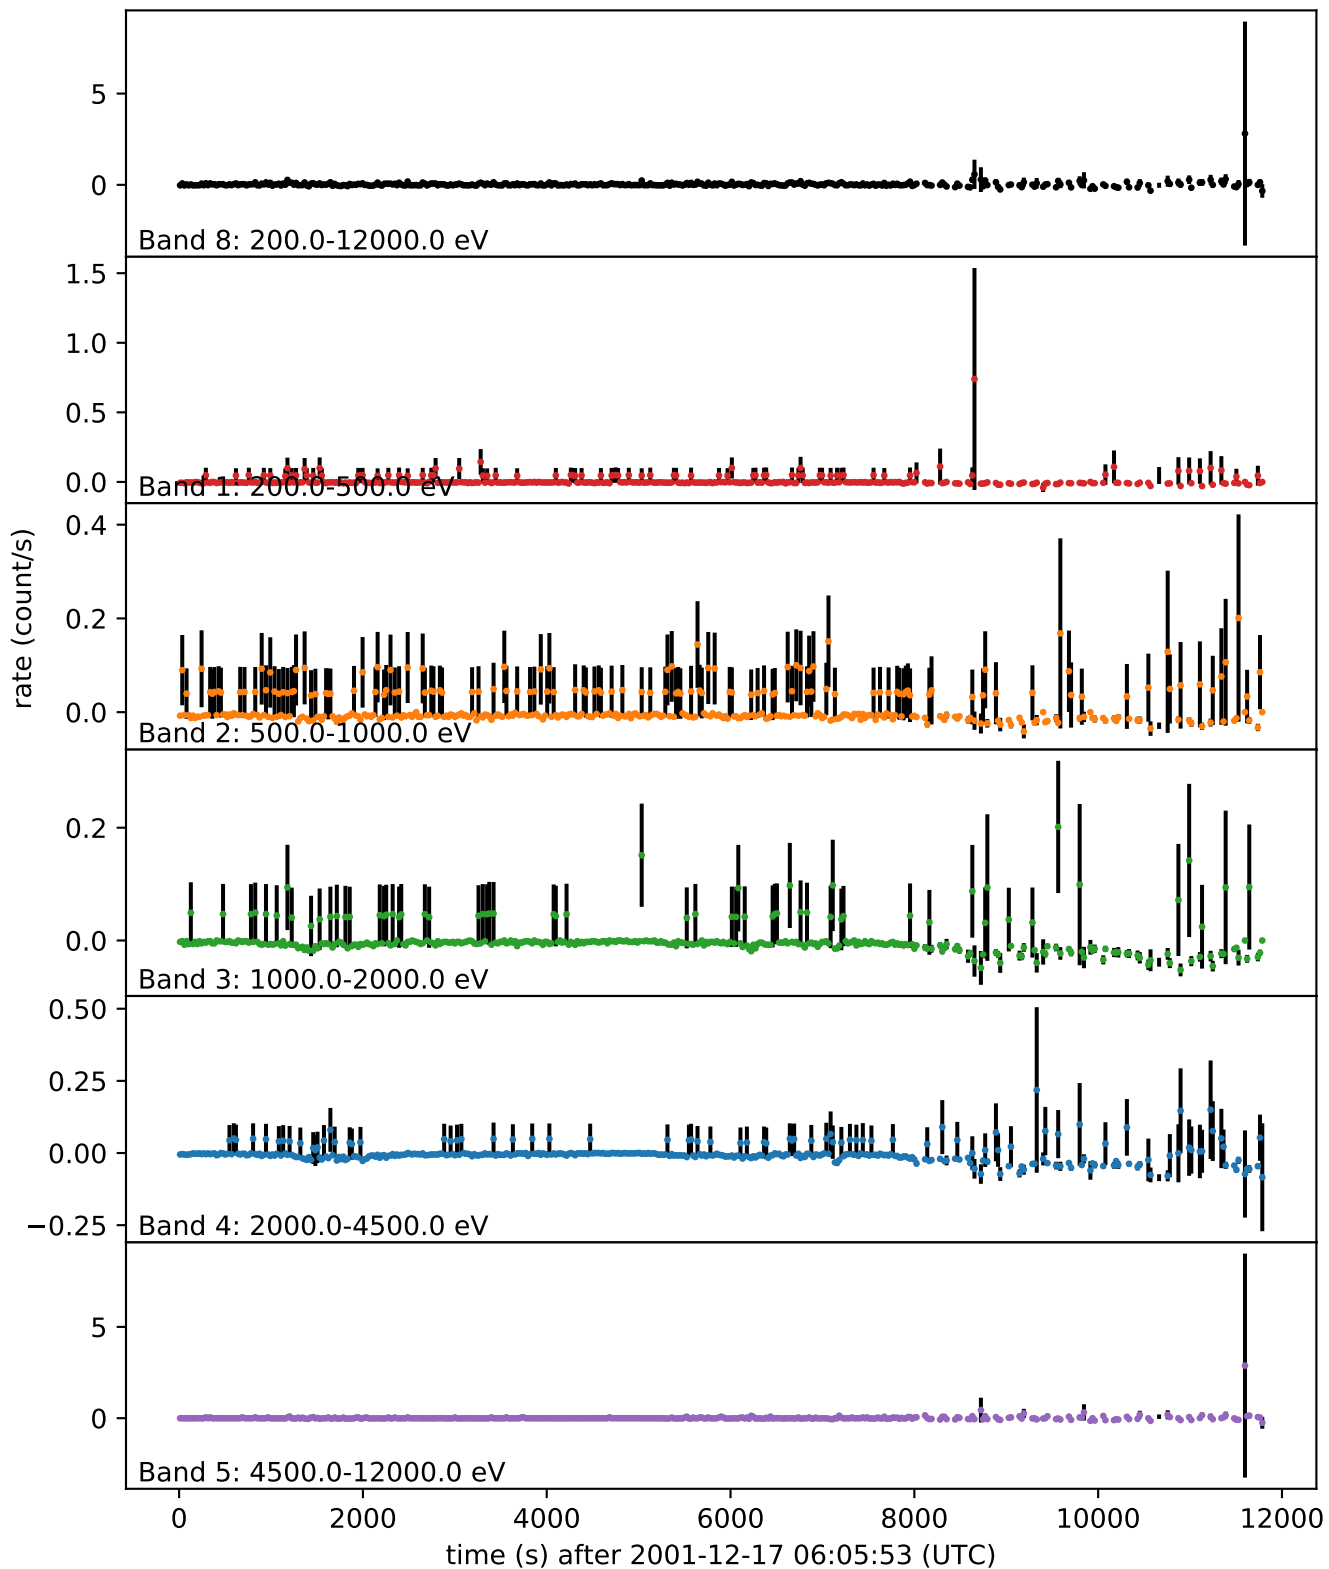 5
0
Band 8: 200.0-12000.0 eV
1.5
1.0
0.5
0.0
Band 1: 200.0-500.0 eV
0.4
0.2
0.0
Band 2: 500.0-1000.0 eV
rate (count/s)
0.2
0.0
Band 3: 1000.0-2000.0 eV
0.50
0.25
0.00
−0.25
Band 4: 2000.0-4500.0 eV
5
0
Band 5: 4500.0-12000.0 eV
0 2000 4000 6000 8000 10000 12000
time (s) after 2001-12-17 06:05:53 (UTC)